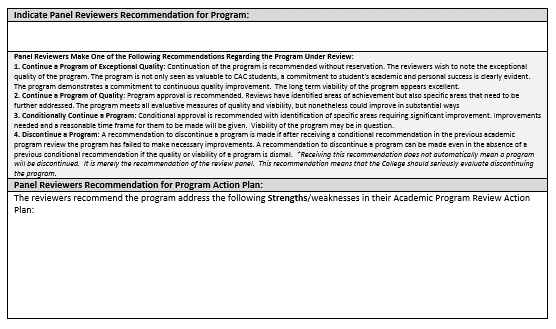 Indicate Panel Reviewers Recommendation for Program:
Panel Reviewers Make One of the Following Recommendations Regarding the Program Under Review:
1. Continue a Program of Exceptional Quality: Continuation of the program is recommended without reservation. The reviewers wish to note the exceptional
quality of the program. The program is not only seen as valuable to CAC students, a commitment to student's academic and personal success is clearly evident.
The program demonstrates a commitment to continuous quality improvement. The long term viability of the program appears excellent.
2. Continue a Program of Quality: Program approval is recommended. Reviews have identified areas of achievement but also specific areas that need to be
further addressed. The program meets all evaluative measures of quality and viability, but nonetheless could improve in substantial ways
3. Conditionally Continue a Program: Conditional approval is recommended with identification of specific areas requiring significant improvement. Improvements
needed and a reasonable time frame for them to be made will be given. Viability of the program may be in question.
4. Discontinue a Program: A recommendation to discontinue a program is made if after receiving a conditional recommendation in the previous academic
program review the program has failed to make necessary improvements. A recommendation to discontinue a program can be made even in the absence of a
previous conditional recommendation if the quality or viability of a program is dismal. *Receiving this recommendation does not automatically mean a program
will be discontinued. It is merely the recommendation of the review panel. This recommendation means that the College should seriously evaluate discontinuing
the program.
Panel Reviewers Recommendation for Program Action Plan:
The reviewers recommend the program address the following Strengths/weaknesses in their Academic Program Review Action
Plan: